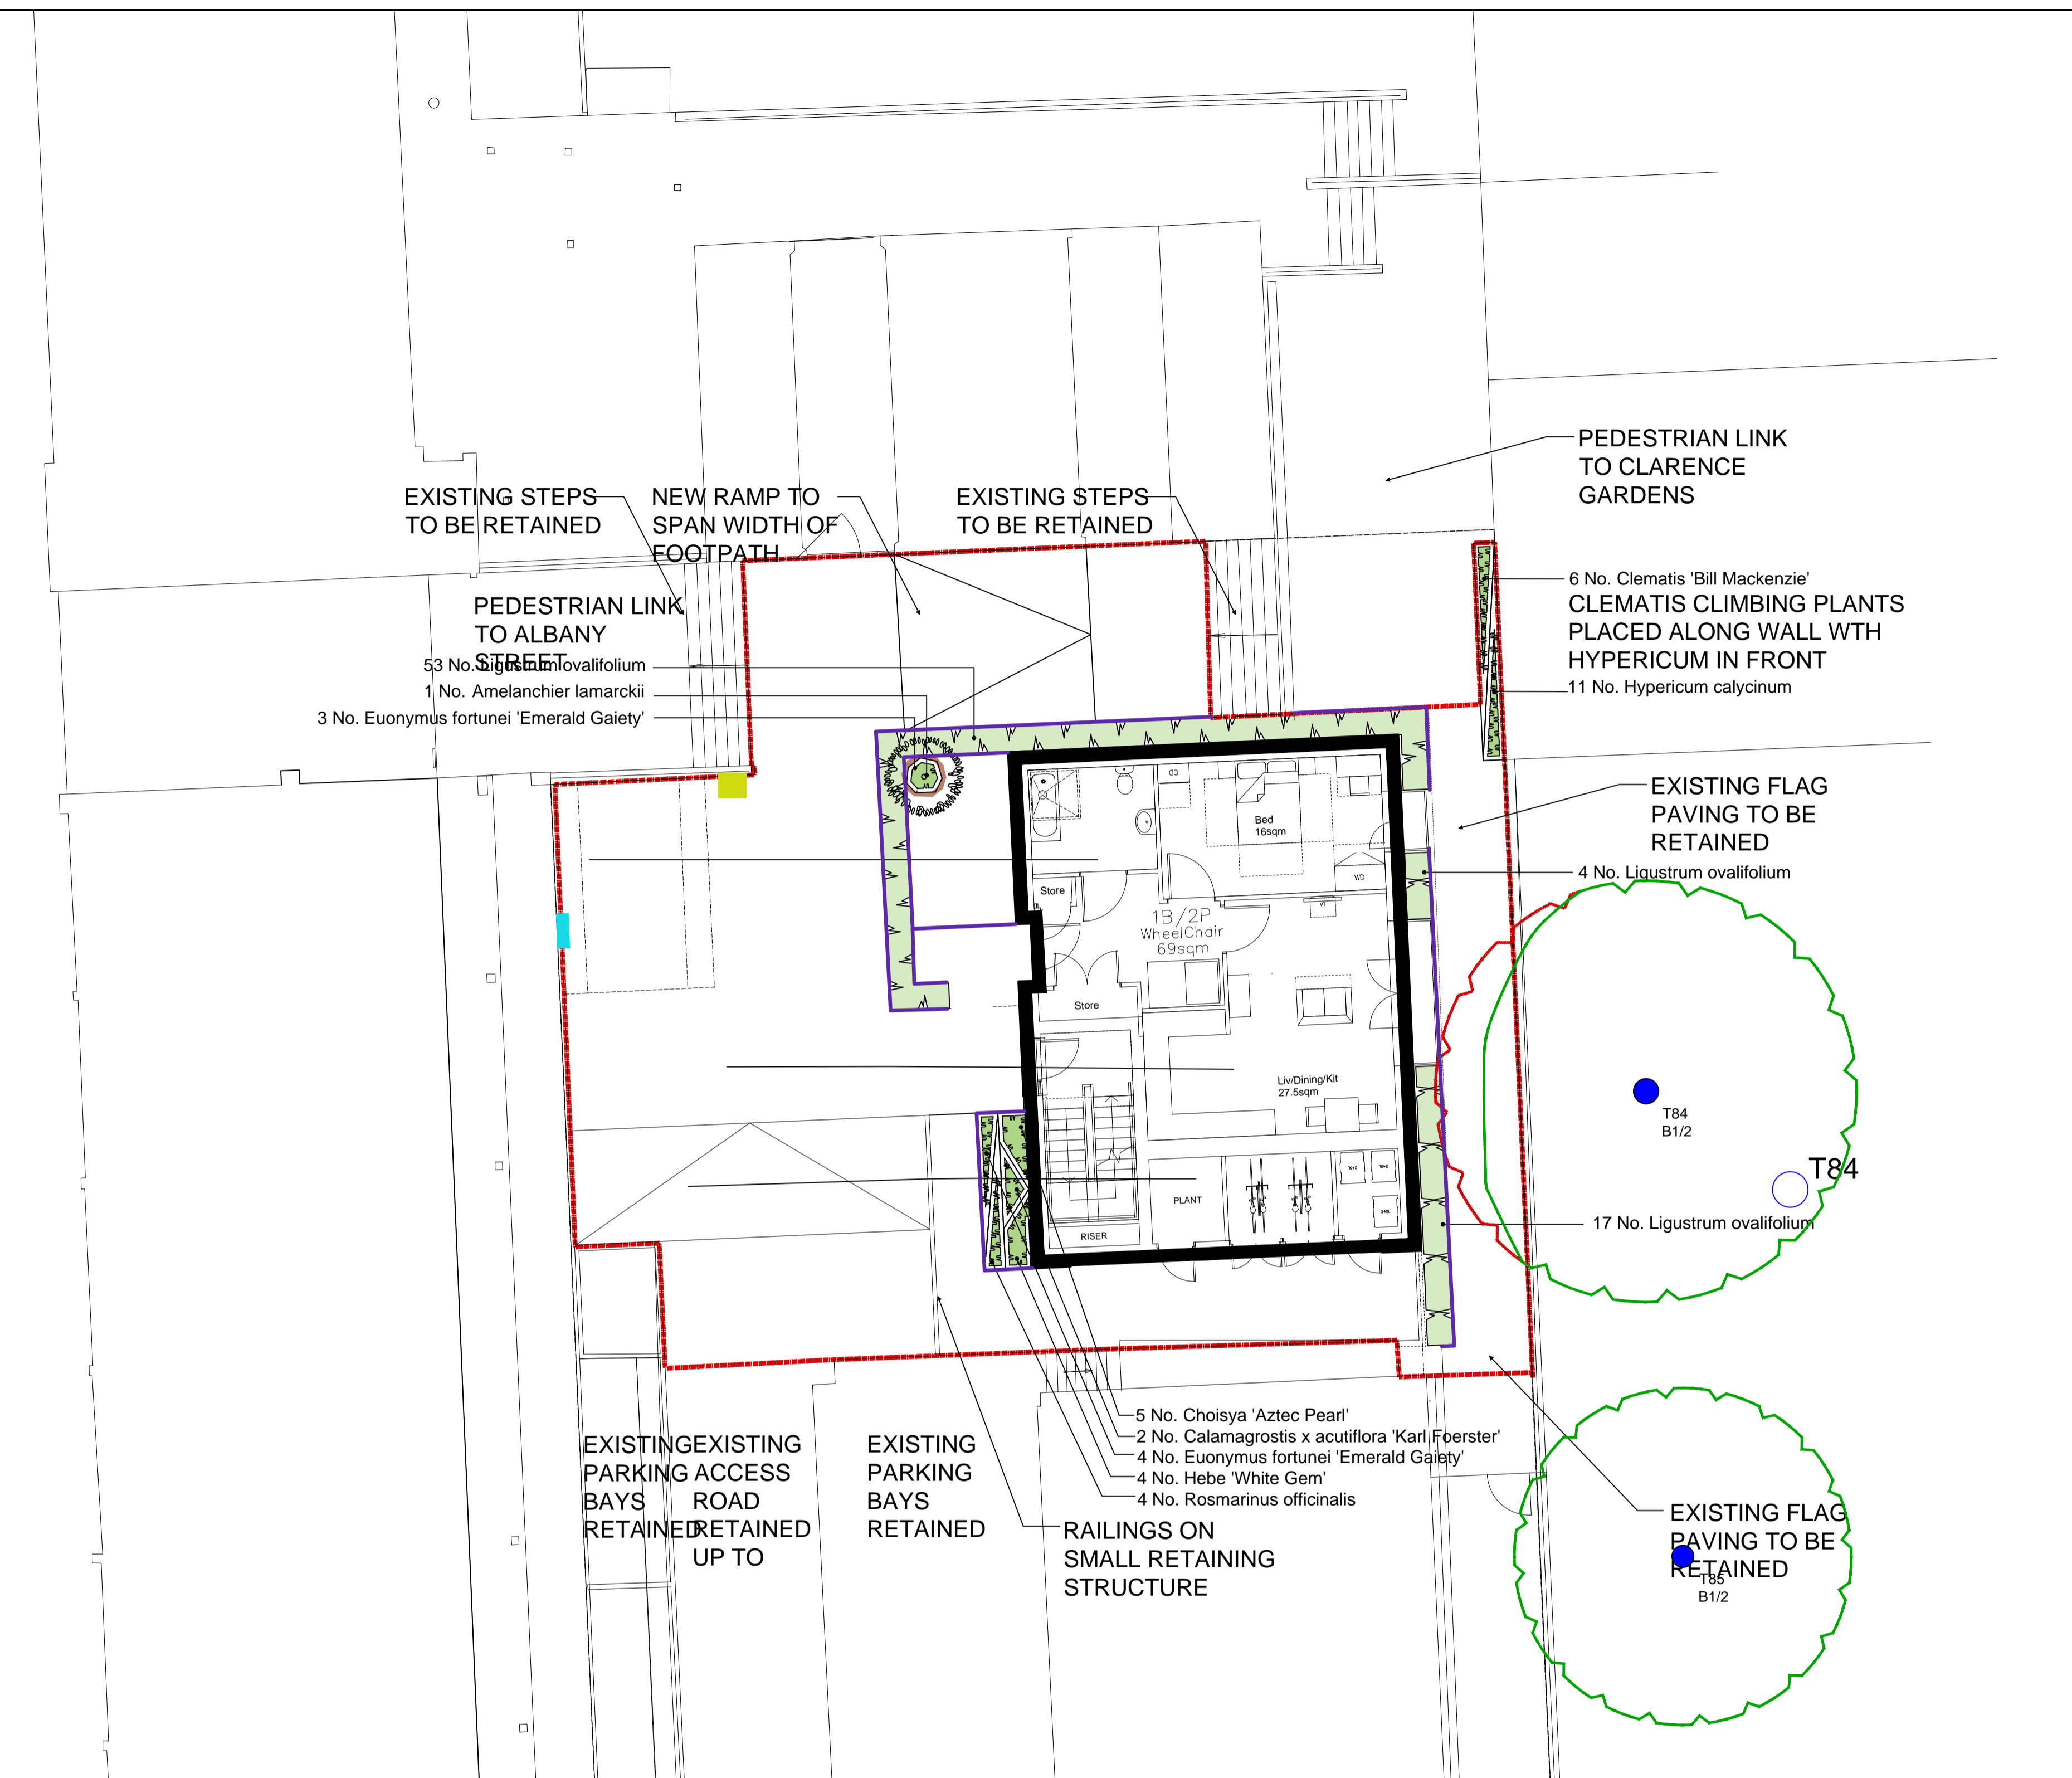 PEDESTRIAN LINK
TO CLARENCE
GARDENS
EXISTING STEPS
TO BE RETAINED
NEW RAMP TO
SPAN WIDTH OF
FOOTPATH
EXISTING STEPS
TO BE RETAINED
6 No. Clematis 'Bill Mackenzie'
CLEMATIS CLIMBING PLANTS
PLACED ALONG WALL WTH
HYPERICUM IN FRONT
11 No. Hypericum calycinum
PEDESTRIAN LINK
TO ALBANY
STREET
53 No. Ligustrum ovalifolium
1 No. Amelanchier lamarckii
3 No. Euonymus fortunei 'Emerald Gaiety'
EXISTING FLAG
PAVING TO BE
RETAINED
4 No. Ligustrum ovalifolium
Bed
16sqm
WD
Store
1B/2P
WheelChair
69sqm
Store
Liv/Dining/Kit
27.5sqm
PLANT
RISER
240L
T84
B1/2
T84
17 No. Ligustrum ovalifolium
5 No. Choisya 'Aztec Pearl'
2 No. Calamagrostis x acutiflora 'Karl Foerster'
4 No. Euonymus fortunei 'Emerald Gaiety'
4 No. Hebe 'White Gem'
4 No. Rosmarinus officinalis
EXISTING
PARKING
BAYS
RETAINED
EXISTING
ACCESS
ROAD
RETAINED
UP TO
EXISTING
PARKING
BAYS
RETAINED
RAILINGS ON
SMALL RETAINING
STRUCTURE
EXISTING FLAG
PAVING TO BE
RETAINED
T85
B1/2